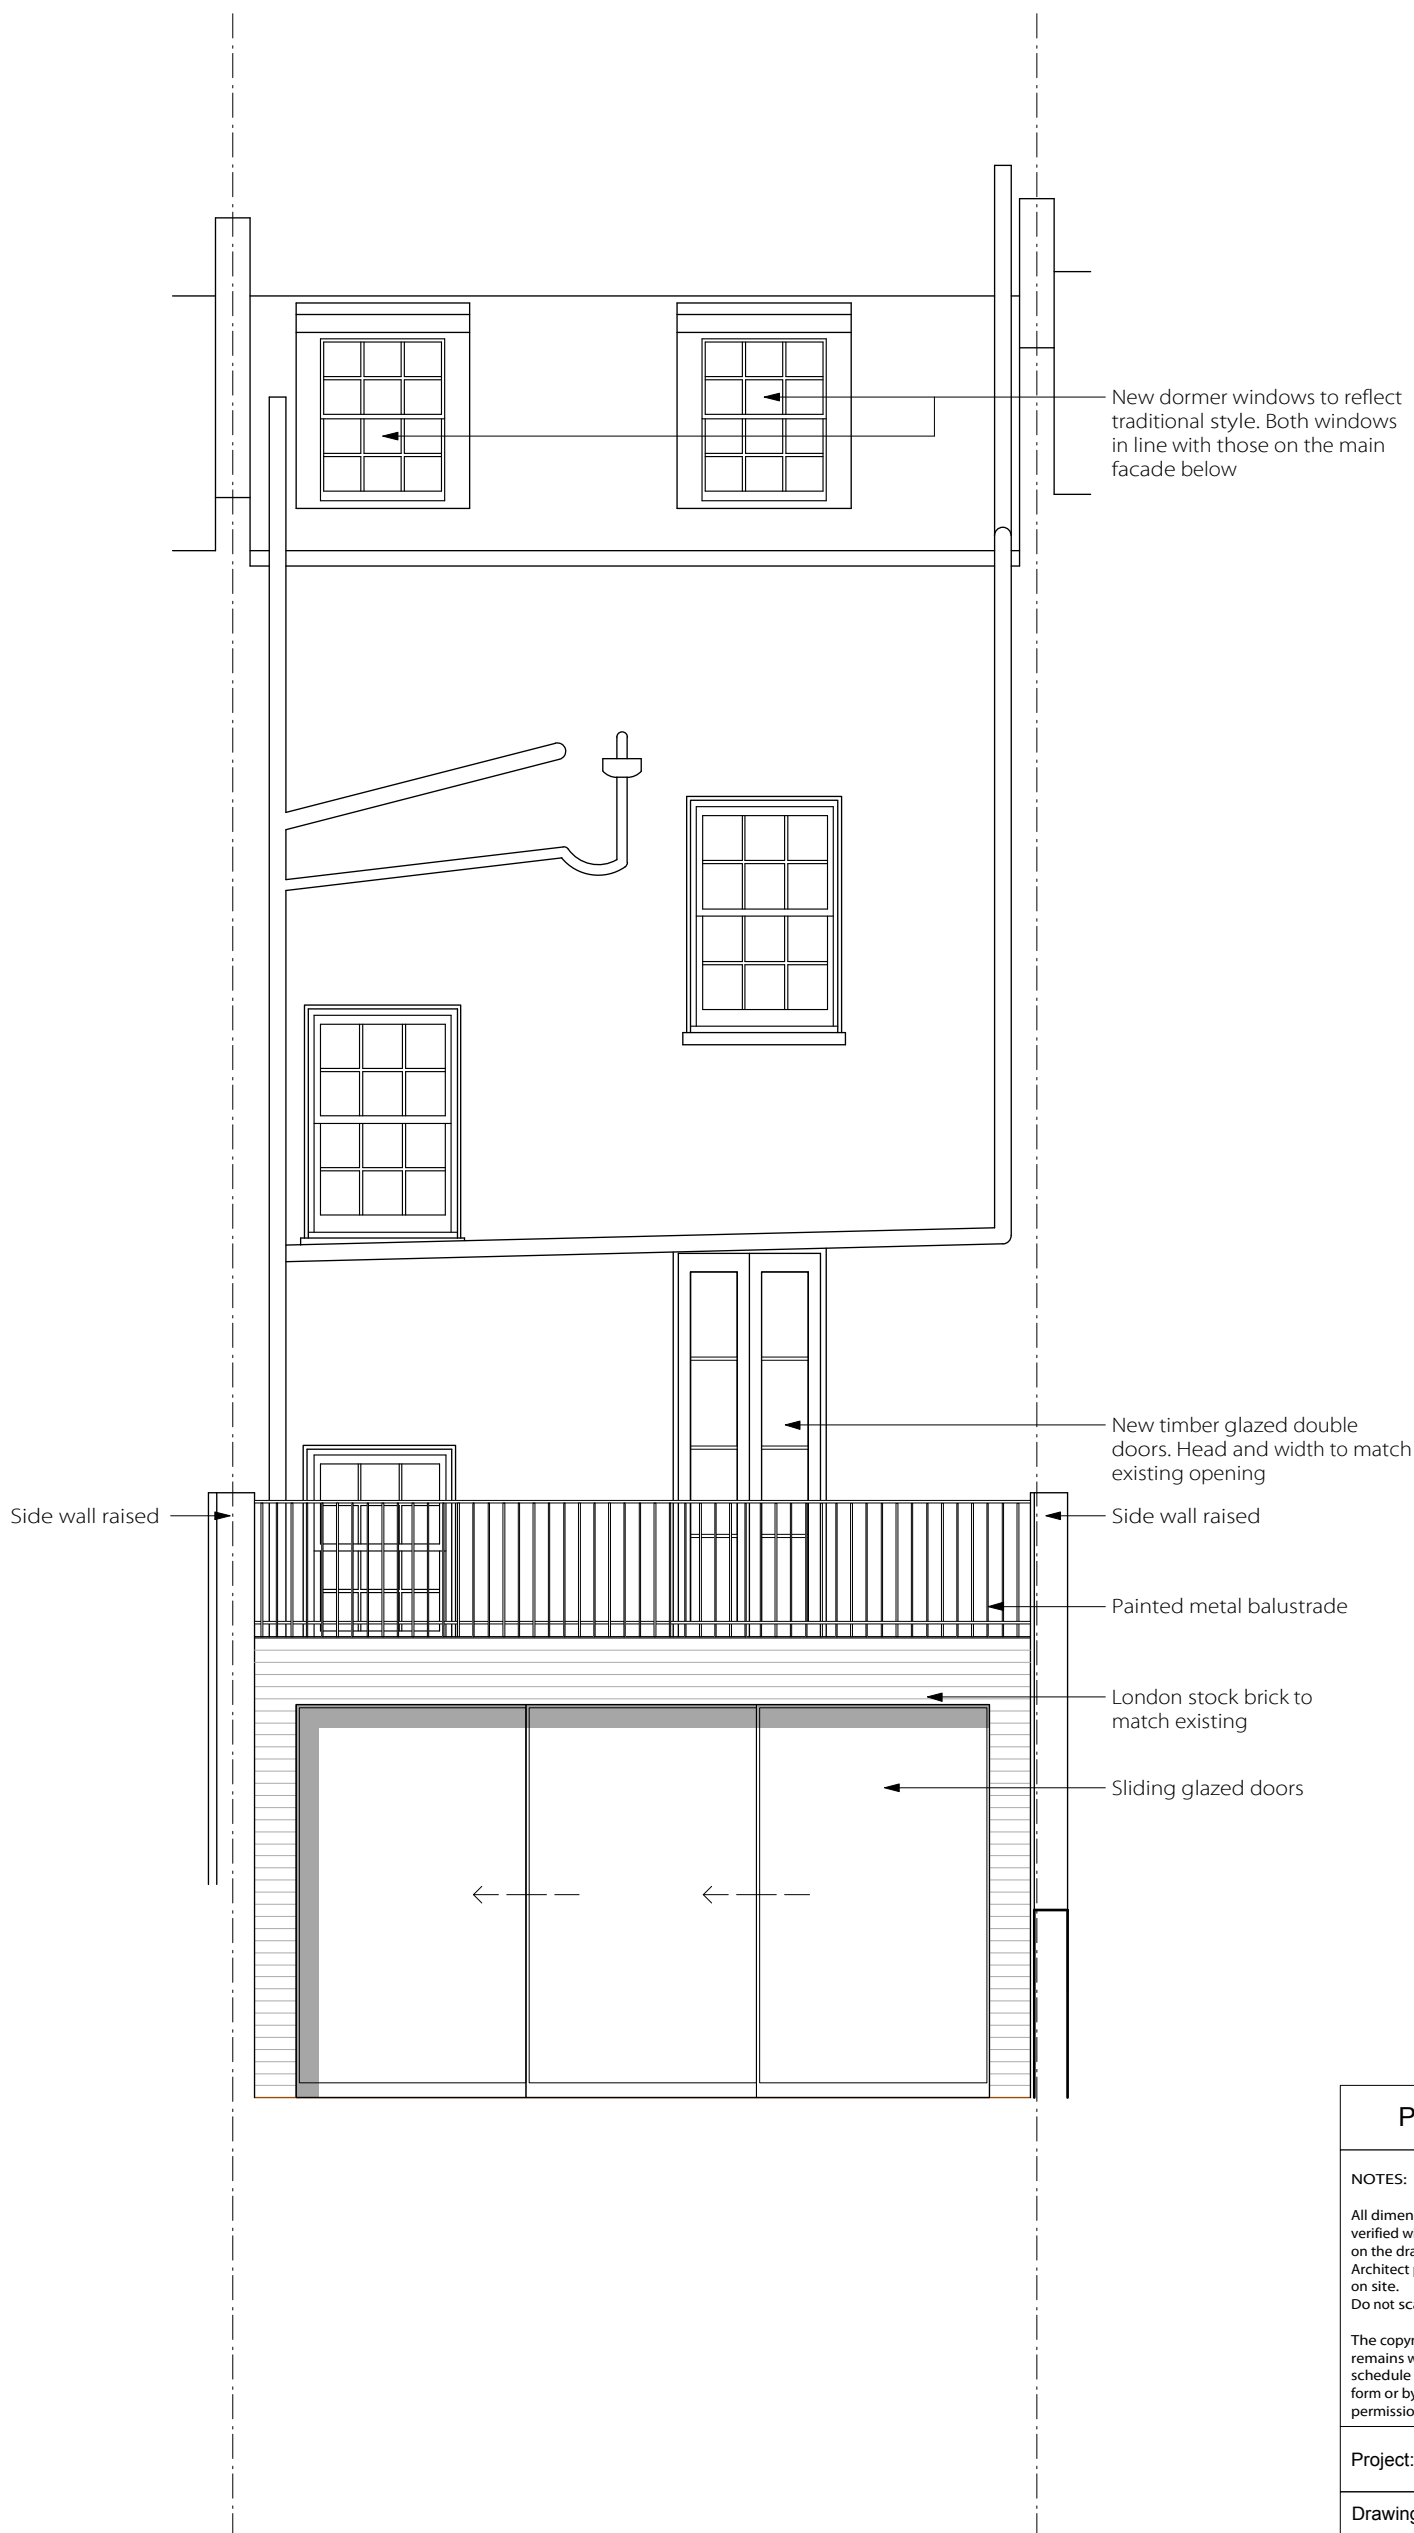 New dormer windows to reflect
traditional style. Both windows
in line with those on the main
facade below
New timber glazed double
doors. Head and width to match
existing opening
Side wall raised
Side wall raised
Painted metal balustrade
London stock brick to
match existing
Sliding glazed doors
P
NOTES:
All dimen
verified w
on the dra
Architect
on site.
Do not sc
The copyr
remains w
schedule
form or by
permissio
Project:
Drawing